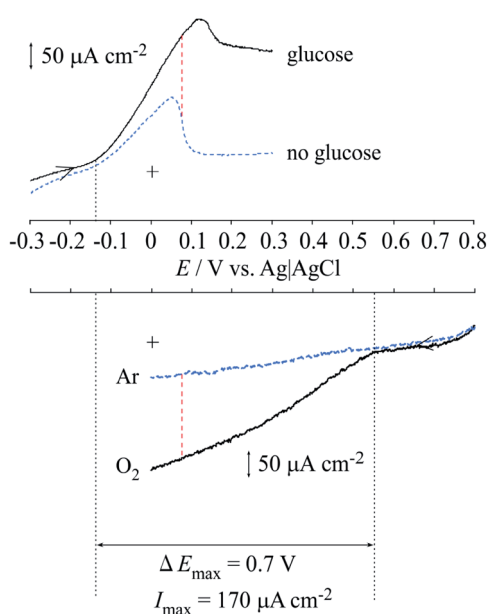 50 μA cm-2
glucose
no glucose
+
-0.3 -0.2 -0.1 0 0.1 0.2 0.3 0.4 0.5 0.6 0.7 0.8
E / V vs. Ag|AgCl
+
Ar
O2
50 μA cm-2
Δ Emax = 0.7 V
Imax = 170 μA cm-2